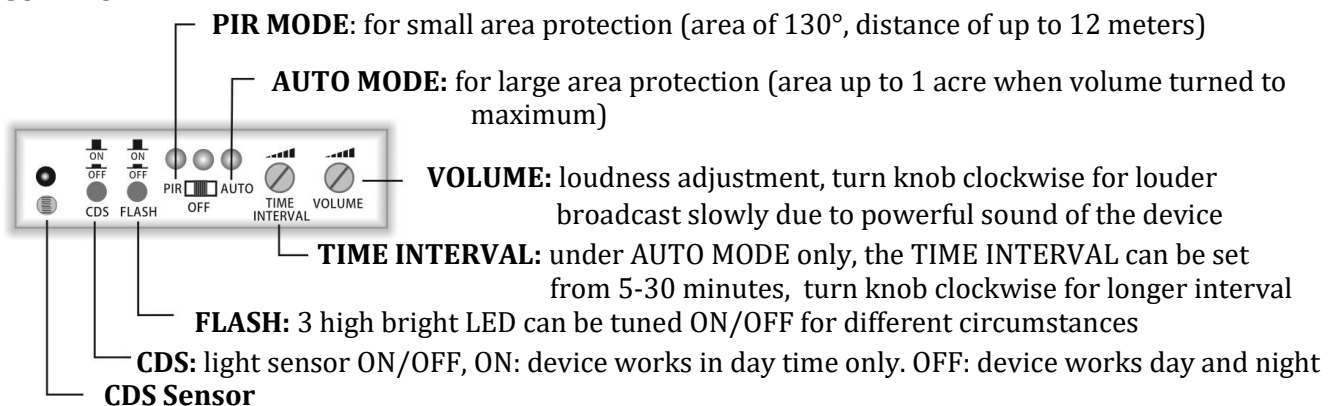 PIR MODE: for small area protection (area of 130°, distance of up to 12 meters)
AUTO MODE: for large area protection (area up to 1 acre when volume turned to
maximum)
ON
ON
OFF
OFF
PIR
AUTO
CDS
FLASH
OFF
TIME
INTERVAL
VOLUME
VOLUME: loudness adjustment, turn knob clockwise for louder
broadcast slowly due to powerful sound of the device
TIME INTERVAL: under AUTO MODE only, the TIME INTERVAL can be set
from 5-30 minutes, turn knob clockwise for longer interval
FLASH: 3 high bright LED can be tuned ON/OFF for different circumstances
CDS: light sensor ON/OFF, ON: device works in day time only. OFF: device works day and night
CDS Sensor